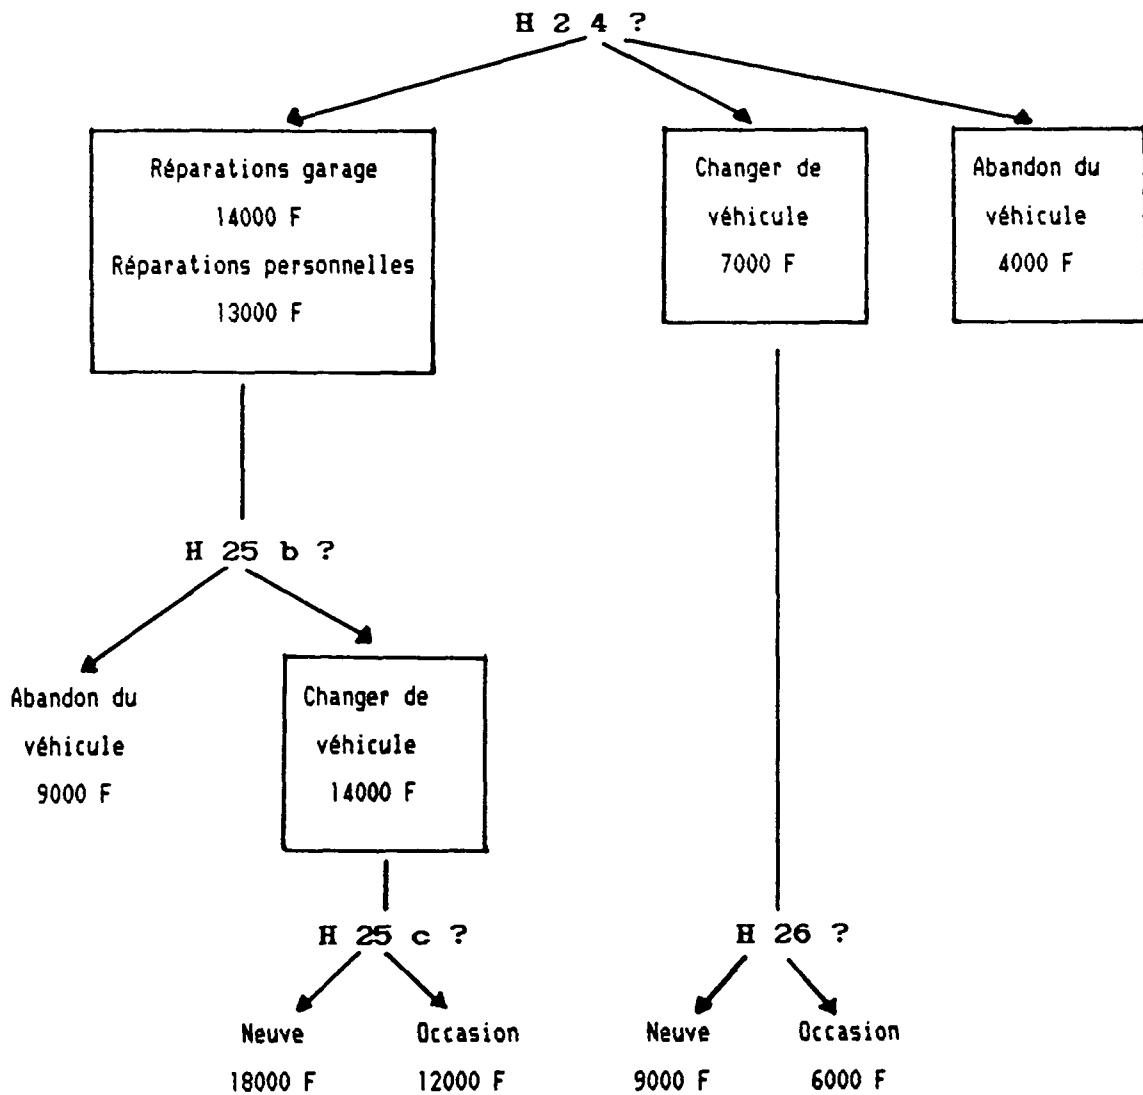 H 2 4 ?
Réparations garage
14000 F
Réparations personnelles
13000 F
Changer de
véhicule
7000 F
Abandon du
véhicule
4000 F
H 25 b ?
Abandon du
véhicule
9000 F
Changer de
véhicule
14000 F
H 25 c ?
Neuve
18000 F
Occasion
12000 F
H 26 ?
Neuve
9000 F
Occasion
6000 F